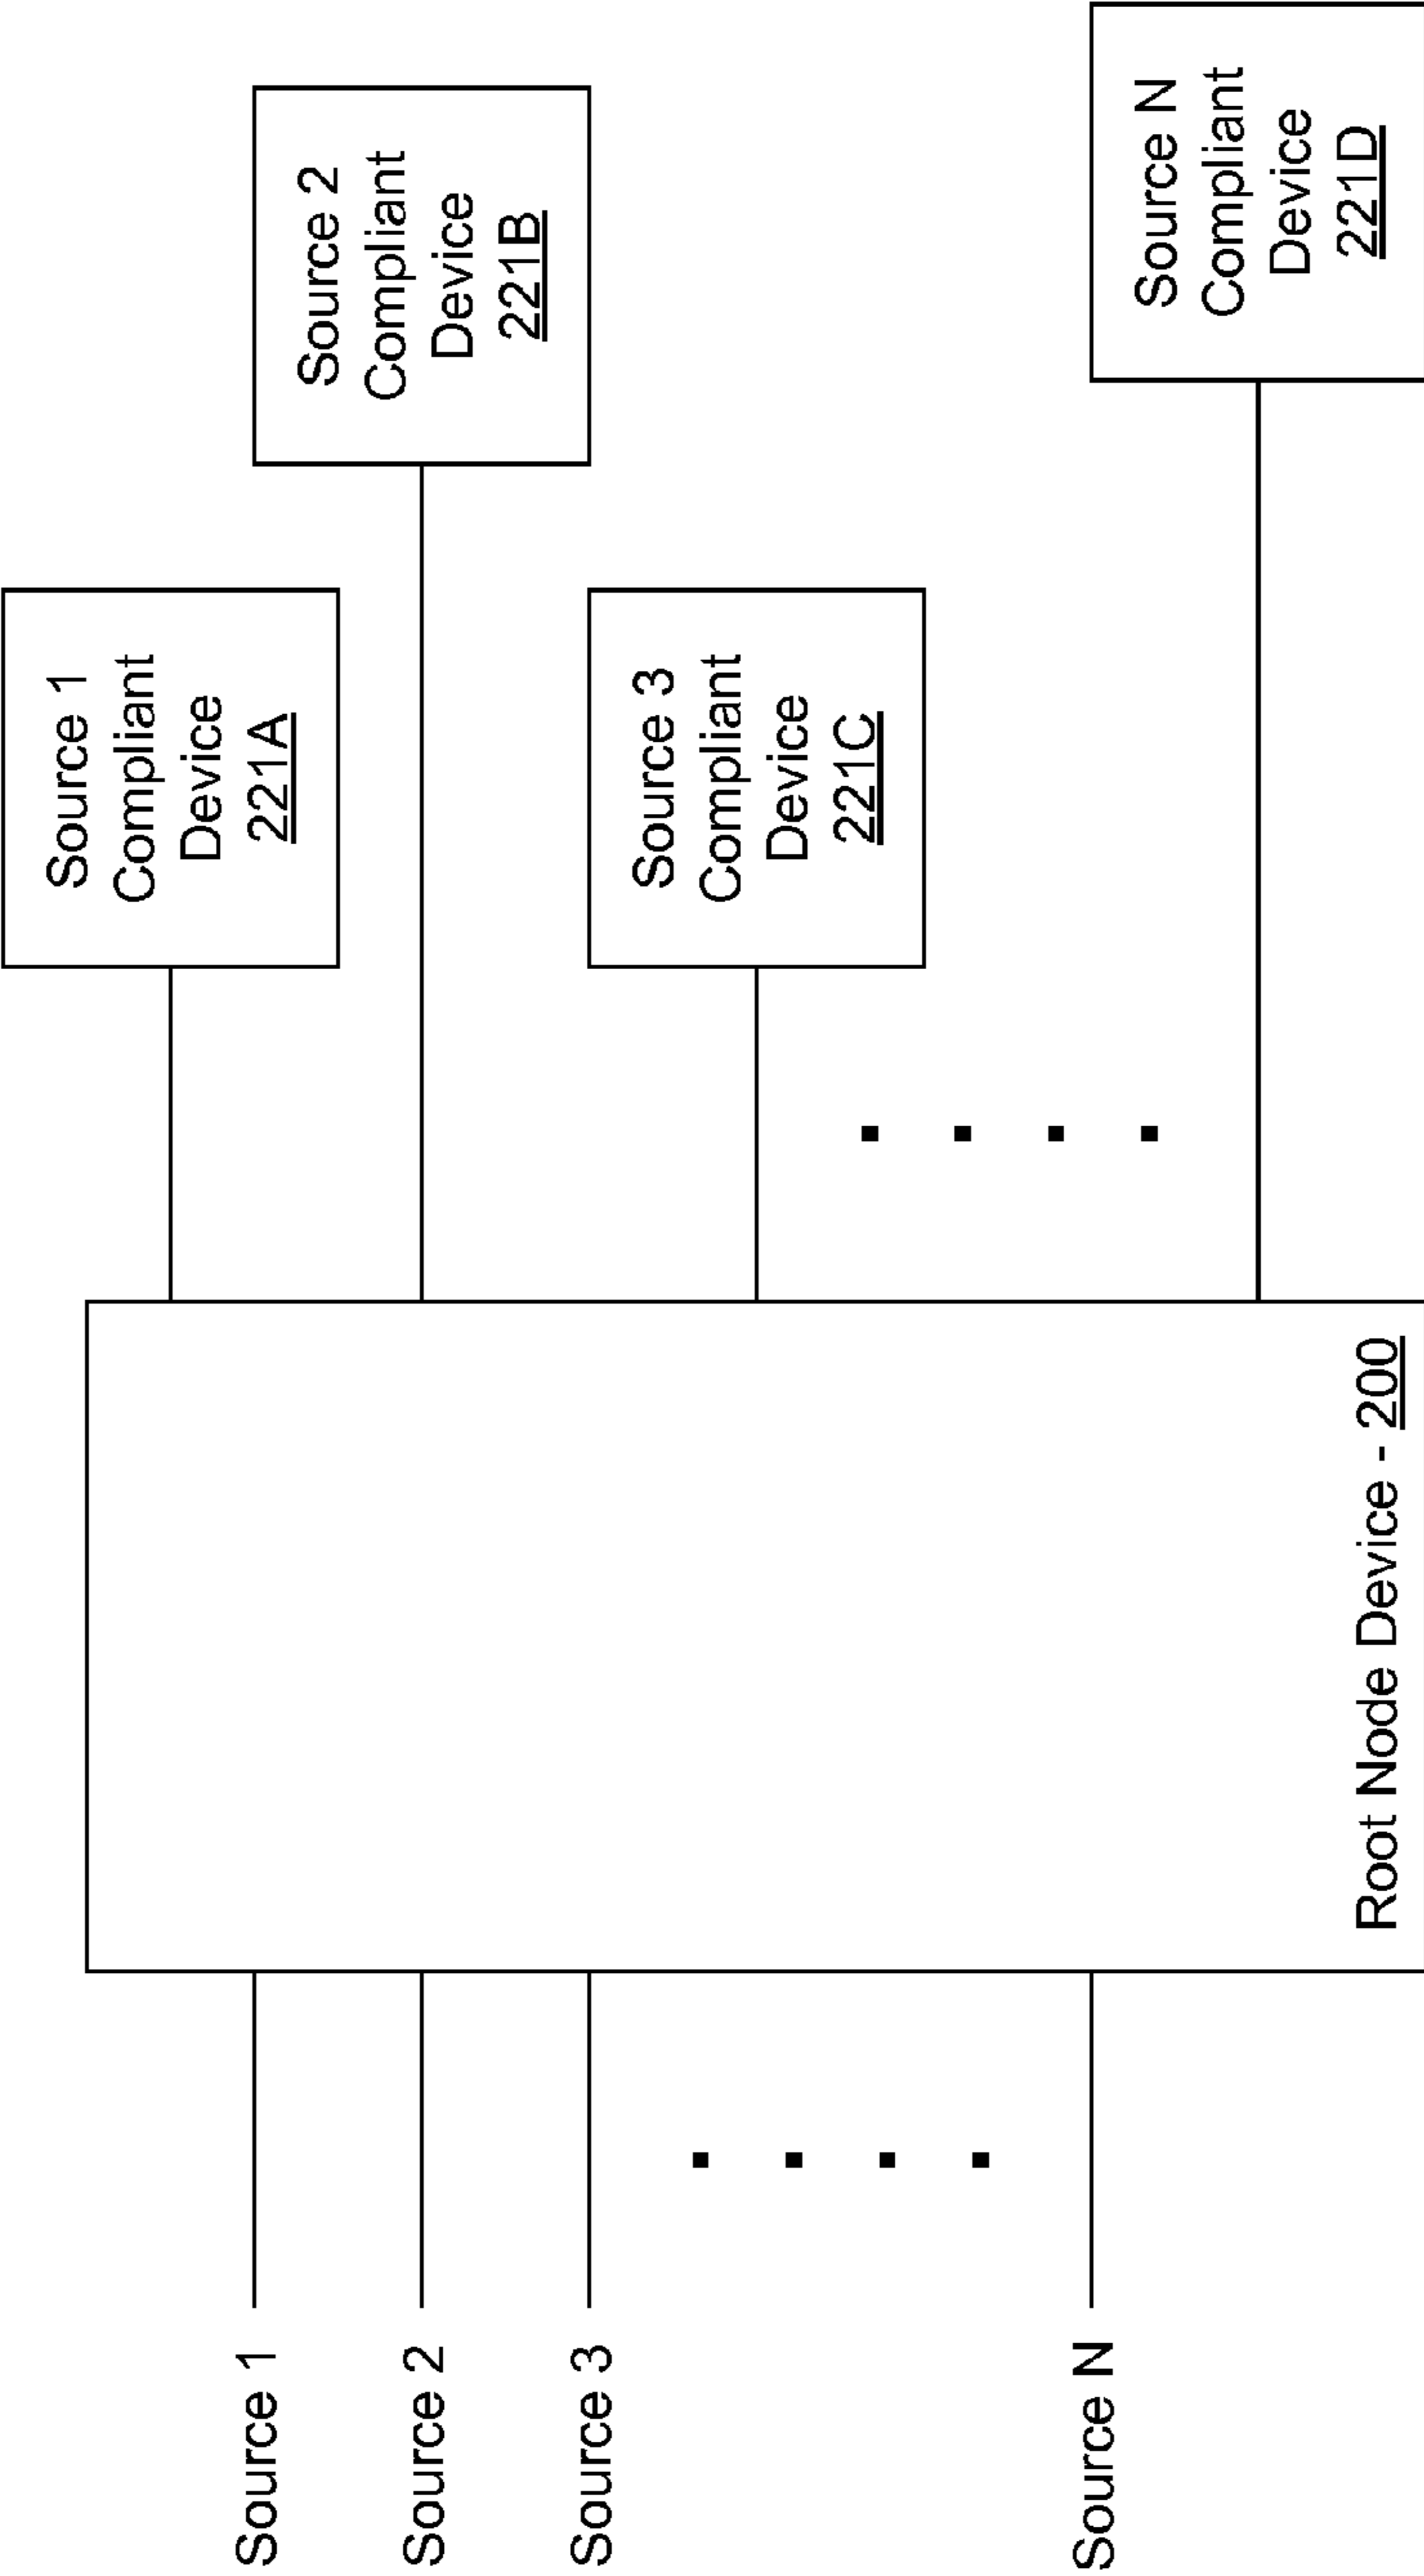 Source 1
Source 2
Source 3
Source N
Root Node Device - 200
Source 1
Compliant
Device
221A
Source 2
Compliant
Device
221B
Source 3
Compliant
Device
221C
Source N
Compliant
Device
221D